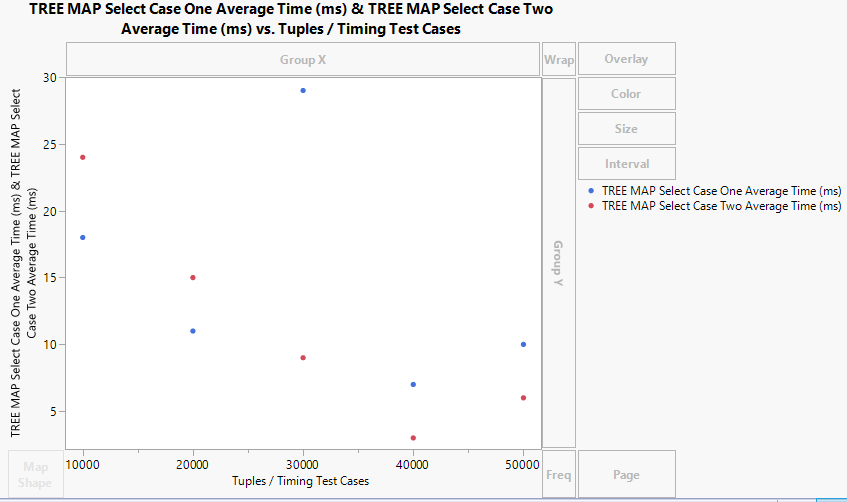 TREE MAP Select Case One Average Time (ms) & TREE MAP Select Case Two
Average Time (ms) vs. Tuples / Timing Test Cases
Group X
Wrap
Overlay
Color
Size
Interval
TREE MAP Select Case One Average Time (ms)
TREE MAP Select Case Two Average Time (ms)
TREE MAP Select Case One Average Time (ms) & TREE MAP Select
Case Two Average Time (ms)
30
25
20
15
10
5
Group Y
Map
Shape
10000 20000 30000 40000 50000
Tuples / Timing Test Cases
Freq
Page